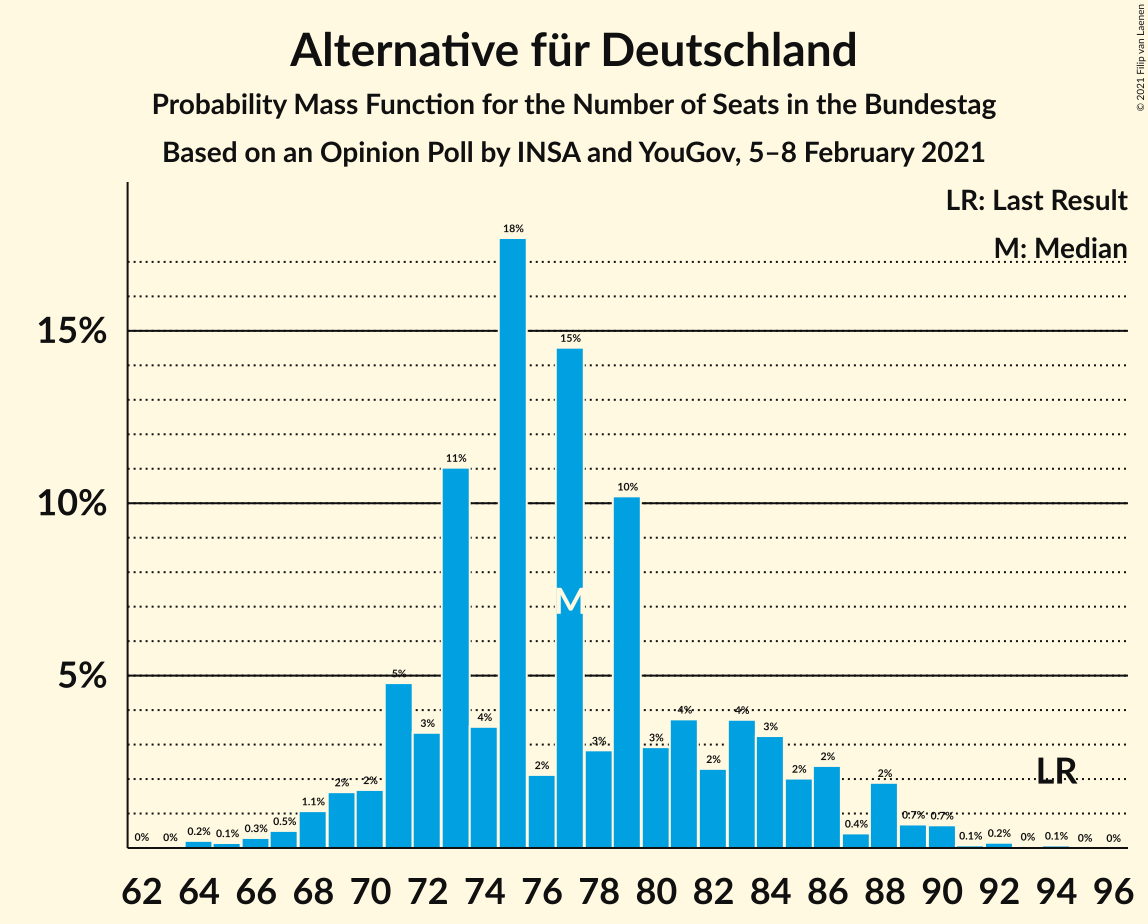 Alternative für Deutschland
Probability Mass Function for the Number of Seats in the Bundestag
Based on an Opinion Poll by INSA and YouGov, 5–8 February 2021
© 2021 Filip van Laenen
LR: Last Result
M: Median
15%
10%
5%
0% 0% 0.2% 0.1% 0.3% 0.5% 1.1% 2% 2% 5% 3% 11% 4% 18% 2% 15% 3% 10% 3% 4% 2% 4% 3% 2% 2% 0.4% 2% 0.7% 0.7% 0.1% 0.2% 0% 0.1% 0% 0%
M
LR
62 64 66 68 70 72 74 76 78 80 82 84 86 88 90 92 94 96